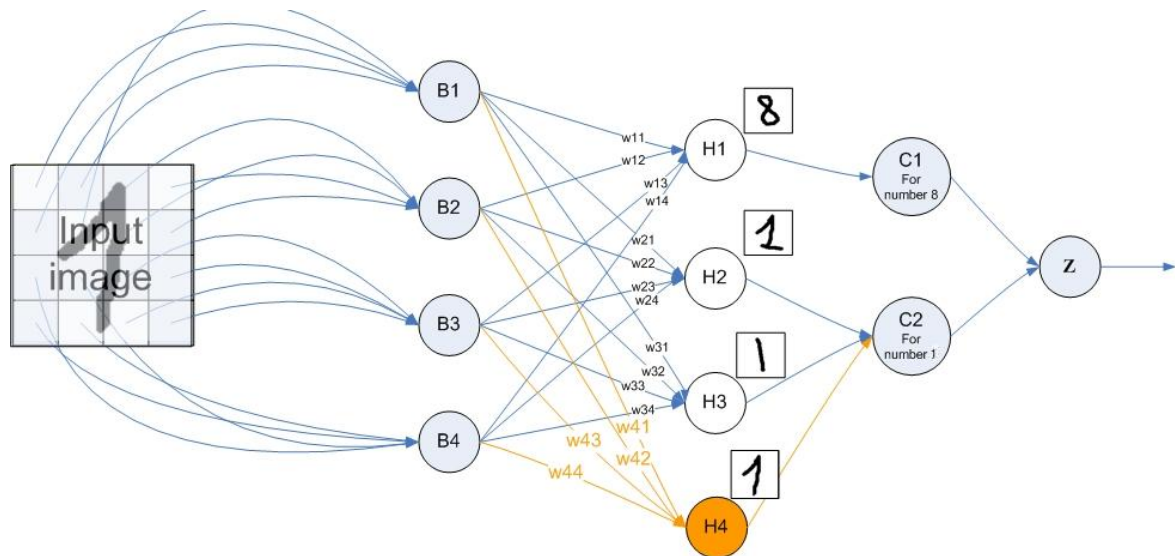 Input
image
B1
B2
B3
B4
w11
w12
w13
w14
w21
w22
w23
w24
w31
w32
w33
w34
w41
w42
w43
w44
H1
8
H2
1
H3
1
H4
1
C1
For
number 8
C2
For
number 1
Z